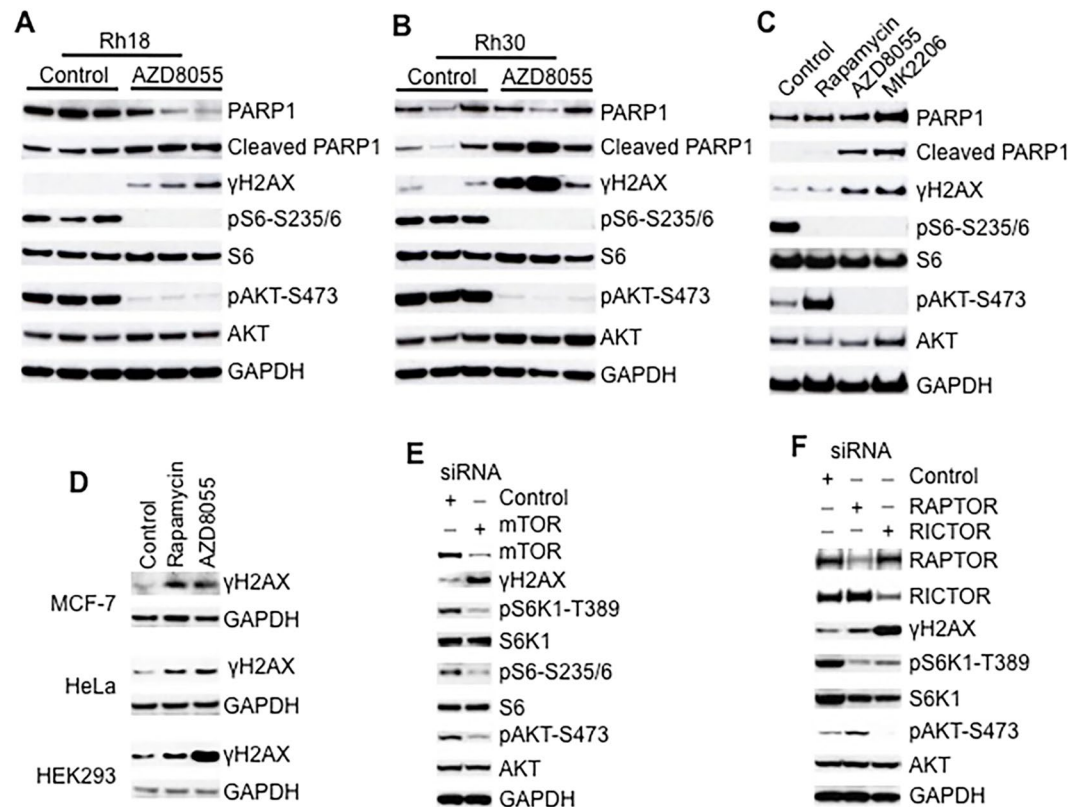 A
Rh18
Control AZD8055
PARP1
Cleaved PARP1
γH2AX
pS6-S235/6
S6
pAKT-S473
AKT
GAPDH
B
Rh30
Control AZD8055
PARP1
Cleaved PARP1
γH2AX
pS6-S235/6
S6
pAKT-S473
AKT
GAPDH
C
Control
Rapamycin
AZD8055
MK2206
PARP1
Cleaved PARP1
γH2AX
pS6-S235/6
S6
pAKT-S473
AKT
GAPDH
D
Control
Rapamycin
AZD8055
MCF-7
γH2AX
GAPDH
HeLa
γH2AX
GAPDH
HEK293
γH2AX
GAPDH
E
siRNA
+ – Control
– + mTOR
mTOR
γH2AX
pS6K1-T389
S6K1
pS6-S235/6
S6
pAKT-S473
AKT
GAPDH
F
siRNA
+ – – Control
– + – RAPTOR
– – + RICTOR
RAPTOR
RICTOR
γH2AX
pS6K1-T389
S6K1
pAKT-S473
AKT
GAPDH